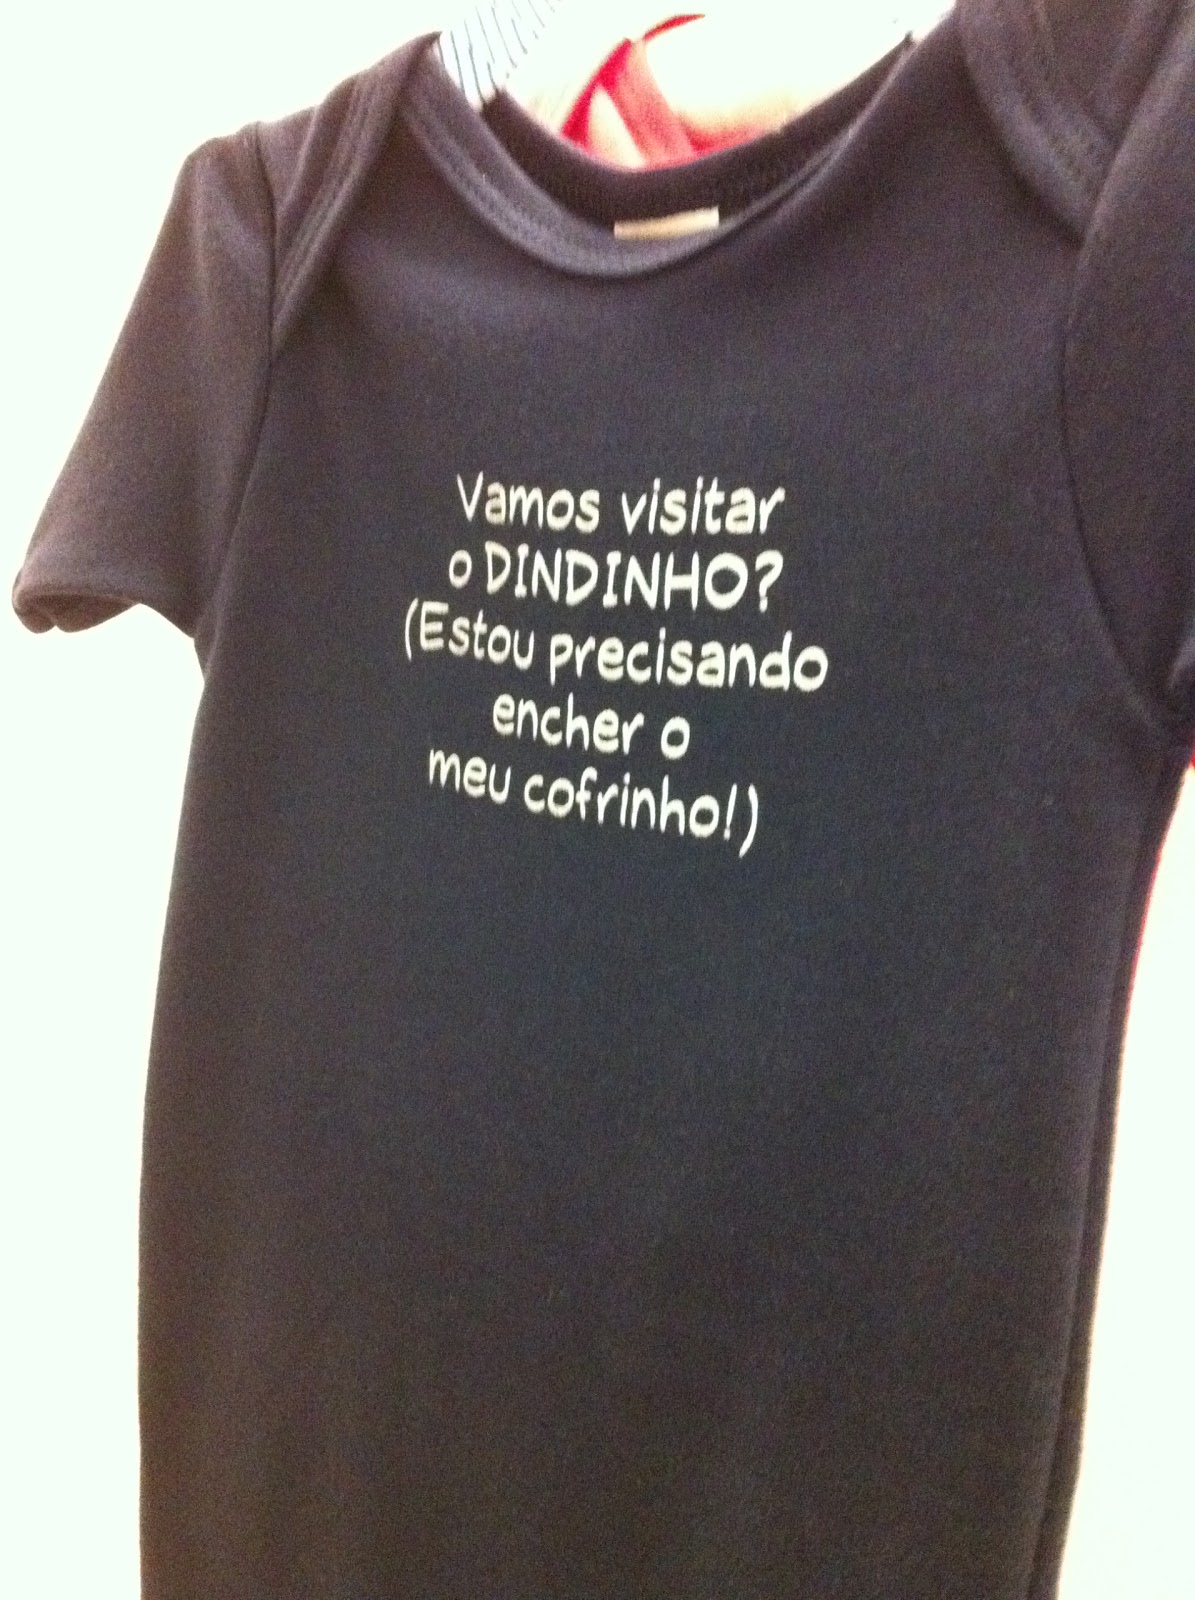 Vamos visitar
o DINDINHO?
(Estou precisando
encher o
meu cofrinho!)